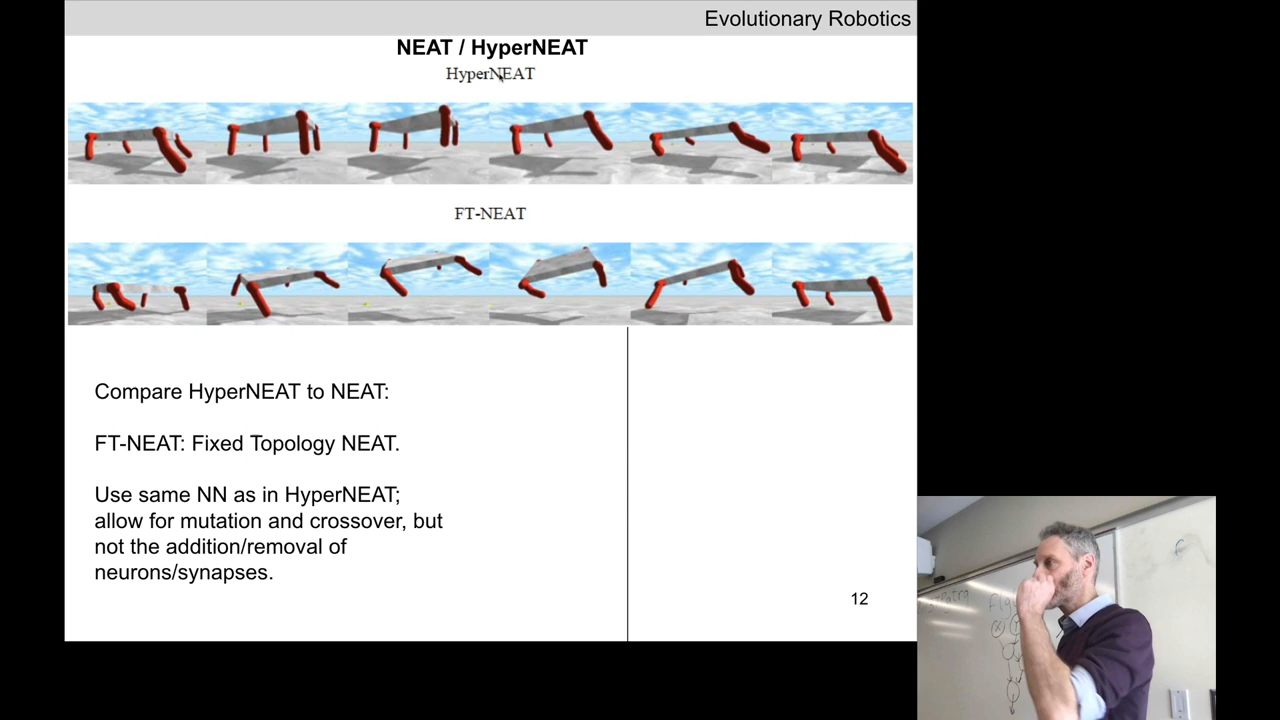 Evolutionary Robotics
NEAT / HyperNEAT
HyperNEAT
FT-NEAT
Compare HyperNEAT to NEAT:
FT-NEAT: Fixed Topology NEAT.
Use same NN as in HyperNEAT;
allow for mutation and crossover, but
not the addition/removal of
neurons/synapses.
12